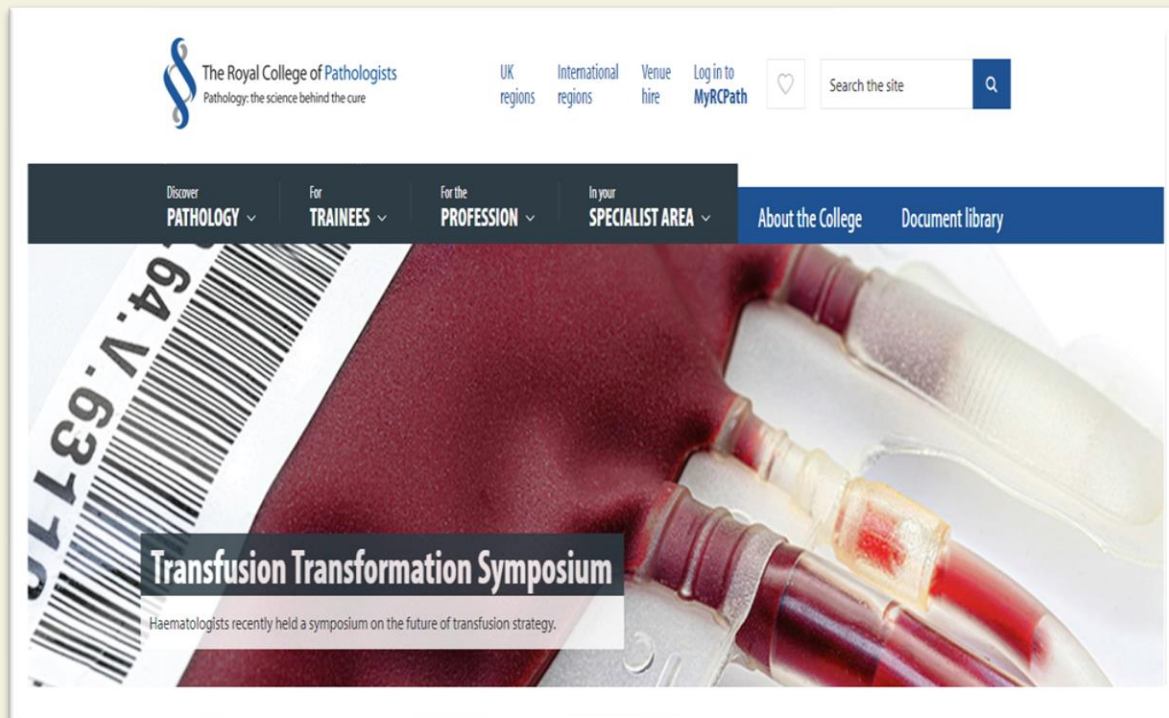 The Royal College of Pathologists
Pathology: the science behind the cure
UK regions
International regions
Venue hire
Log in to MyRCPath
Search the site
Discover
PATHOLOGY
For
TRAINEES
For the
PROFESSION
In your
SPECIALIST AREA
About the College
Document library
64.V.63110
Transfusion Transformation Symposium
Haematologists recently held a symposium on the future of transfusion strategy.